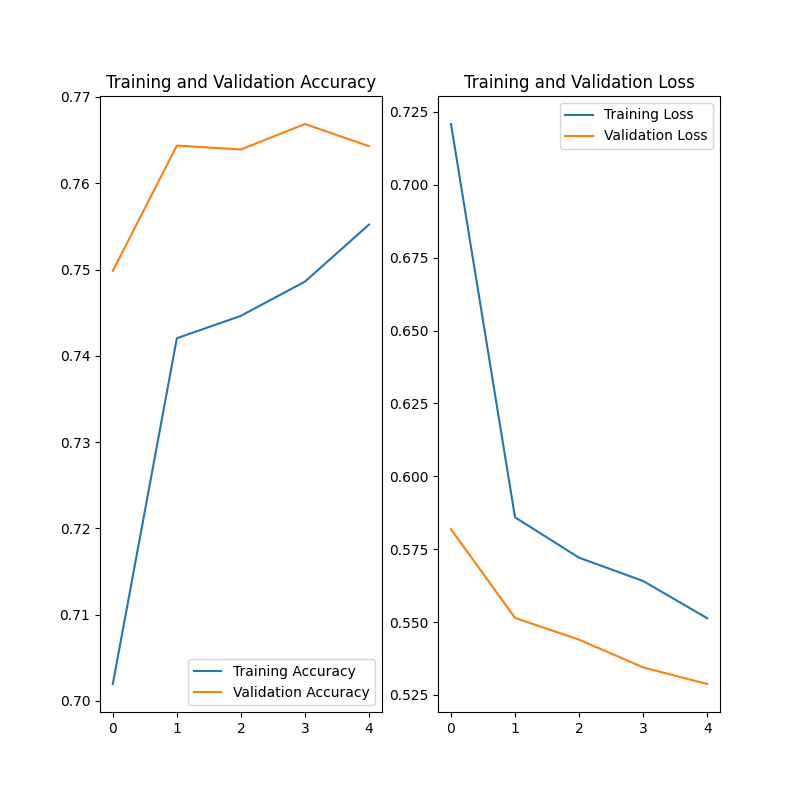 Training and Validation Accuracy
0.77
0.76
0.75
0.74
0.73
0.72
0.71
0.70
0 1 2 3 4
Training Accuracy
Validation Accuracy
Training and Validation Loss
0.725
0.700
0.675
0.650
0.625
0.600
0.575
0.550
0.525
0 1 2 3 4
Training Loss
Validation Loss